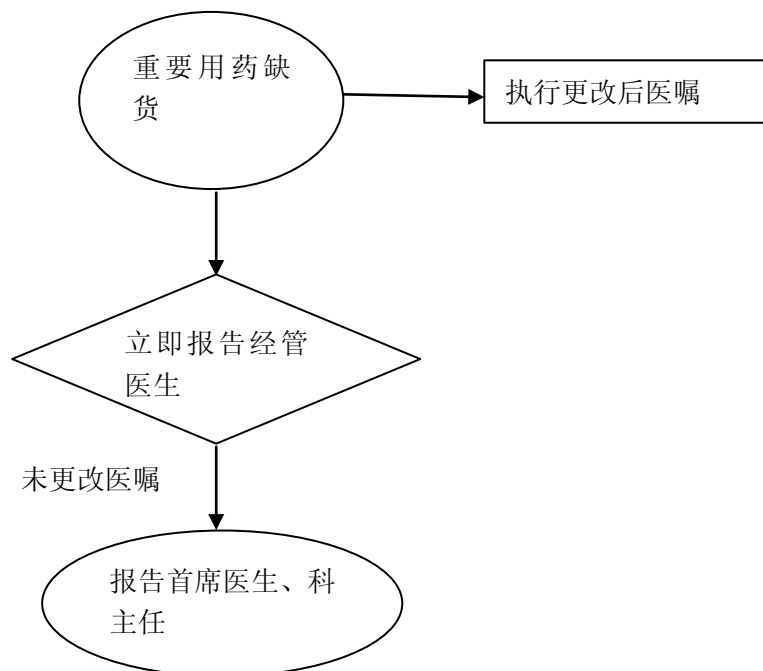 重要用药缺
货
执行更改后医嘱
立即报告经管
医生
未更改医嘱
报告首席医生、科
主任